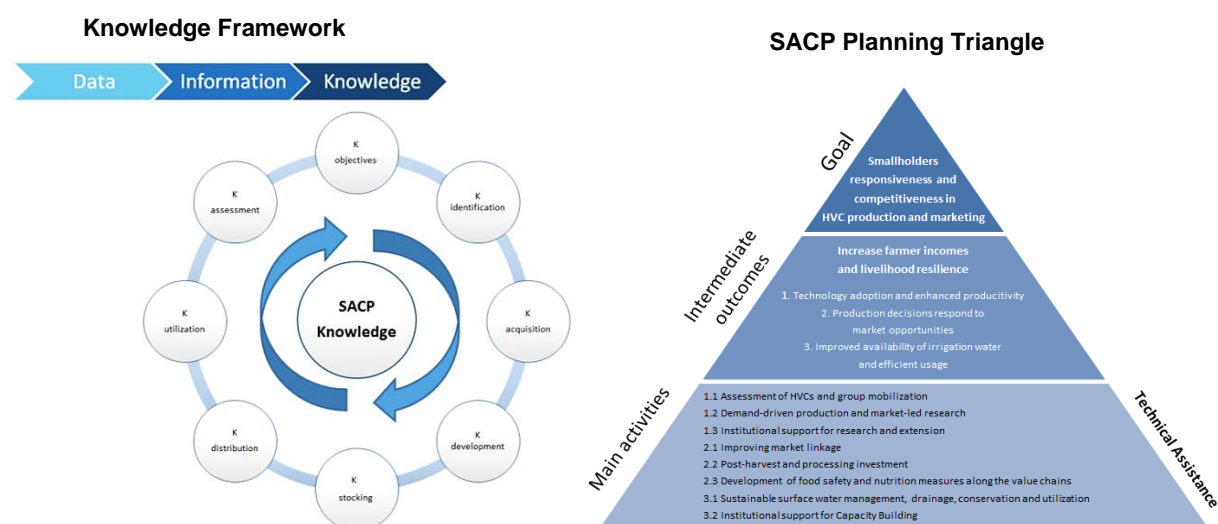 Knowledge Framework
Data
Information
Knowledge
K
objectives
K
identification
K
acquisition
K
development
K
stocking
K
distribution
K
utilization
K
assessment
SACP
Knowledge
SACP Planning Triangle
Goal
Smallholders
responsiveness and
competitiveness in
HVC production and marketing
Intermediate
outcomes
Increase farmer incomes
and livelihood resilience
1. Technology adoption and enhanced producitivity
2. Production decisions respond to
market opportunities
3. Improved availability of irrigation water
and efficient usage
Main activities
1.1 Assessment of HVCs and group mobilization
1.2 Demand-driven production and market-led research
1.3 Institutional support for research and extension
2.1 Improving market linkage
2.2 Post-harvest and processing investment
2.3 Development of food safety and nutrition measures along the value chains
3.1 Sustainable surface water management, drainage, conservation and utilization
3.2 Institutional support for Capacity Building
Technical Assistance